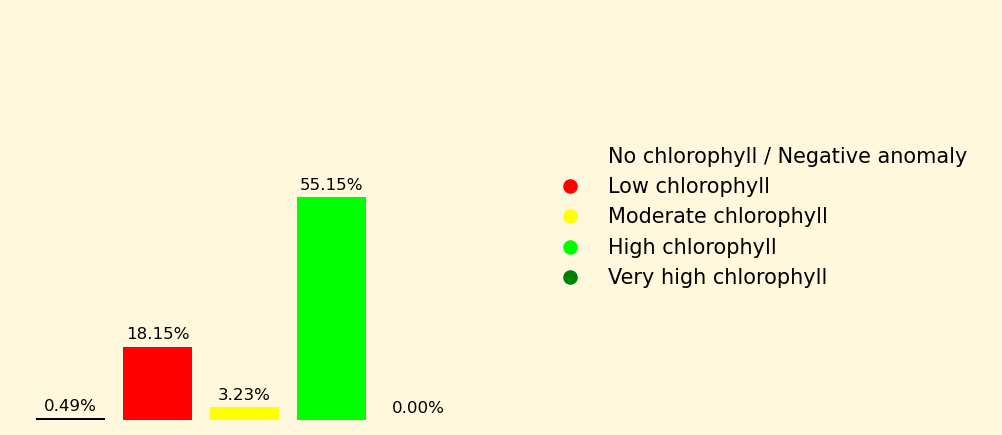 No chlorophyll / Negative anomaly
Low chlorophyll
Moderate chlorophyll
High chlorophyll
Very high chlorophyll
55.15%
18.15%
3.23%
0.49%
0.00%